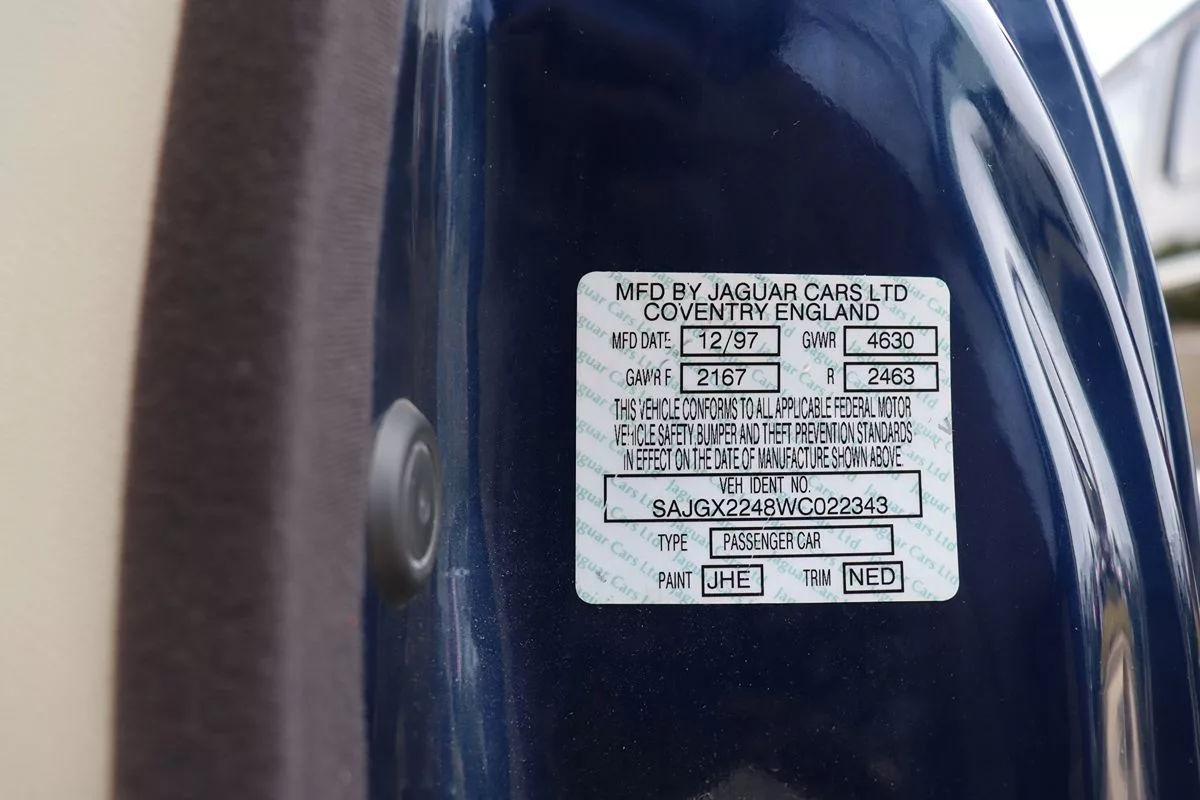 MFD BY JAGUAR CARS LTD
COVENTRY ENGLAND
MFD DATE 12/97 GVWR 4630
GAWR F 2167 R 2463
THIS VEHICLE CONFORMS TO ALL APPLICABLE FEDERAL MOTOR
VEHICLE SAFETY BUMPER AND THEFT PREVENTION STANDARDS
IN EFFECT ON THE DATE OF MANUFACTURE SHOWN ABOVE
VEH IDENT NO.
SAJGX2248WC022343
TYPE PASSENGER CAR
PAINT JHE TRIM NED